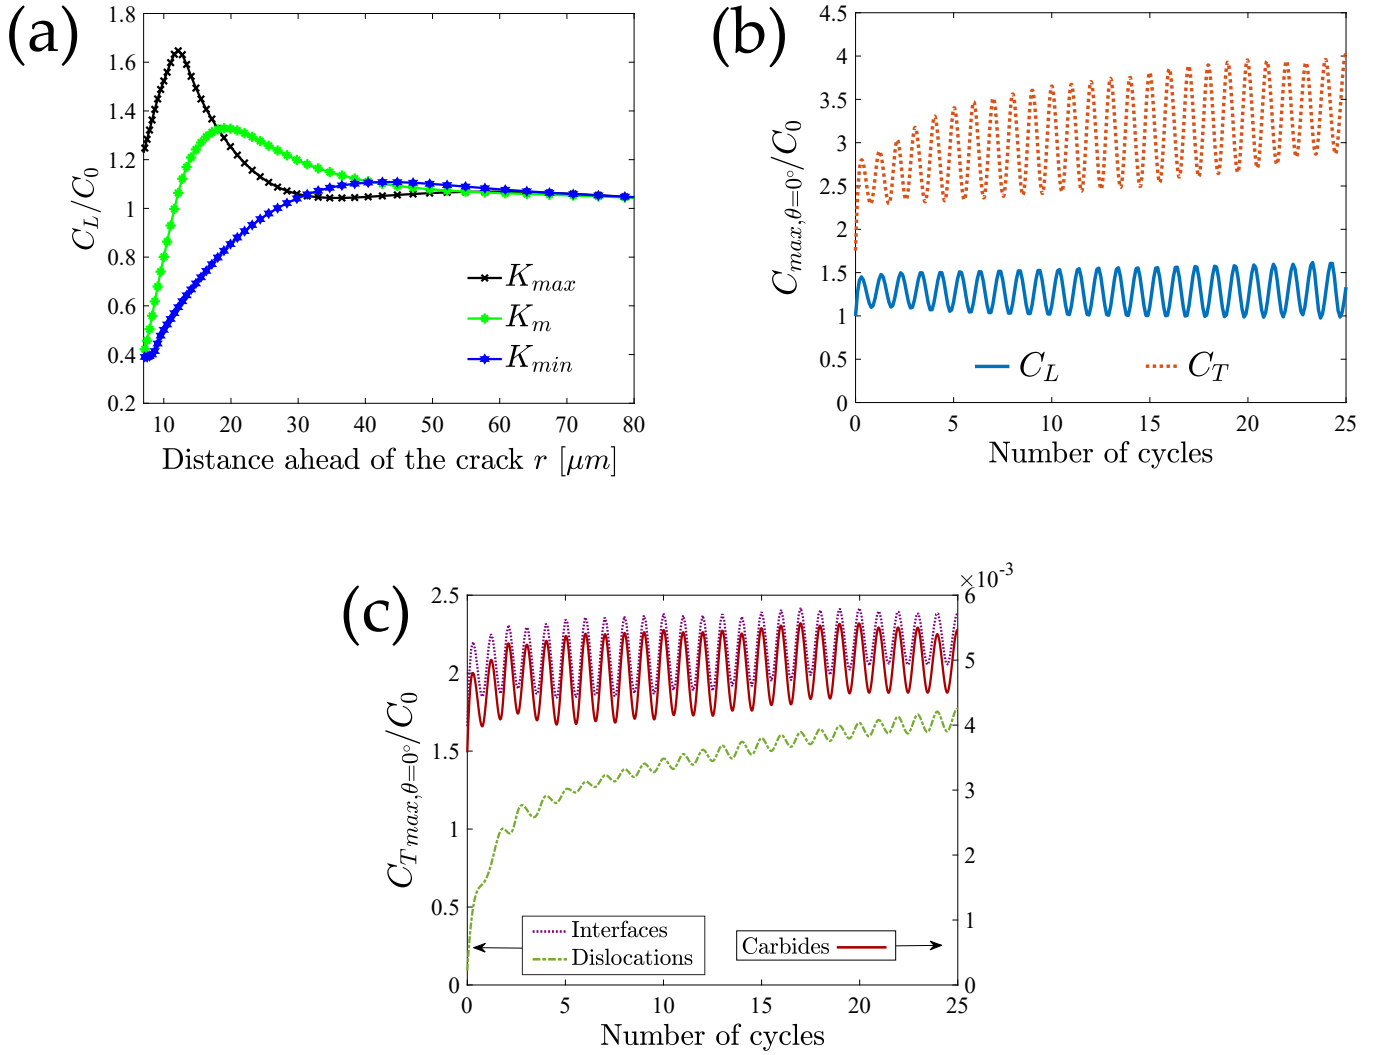 (a)
1.8
1.6
1.4
1.2
1
0.8
0.6
0.4
0.2
C_L/C_0
K_max
K_m
K_min
10 20 30 40 50 60 70 80
Distance ahead of the crack r [μm]
(b)
4.5
4
3.5
3
2.5
2
1.5
1
0.5
0
C_max,θ=0°/C_0
C_L C_T
0 5 10 15 20 25
Number of cycles
(c)
×10^-3
2.5
2
1.5
1
0.5
0
C_T max,θ=0°/C_0
6
5
4
3
2
1
0
Interfaces
Dislocations
Carbides
0 5 10 15 20 25
Number of cycles